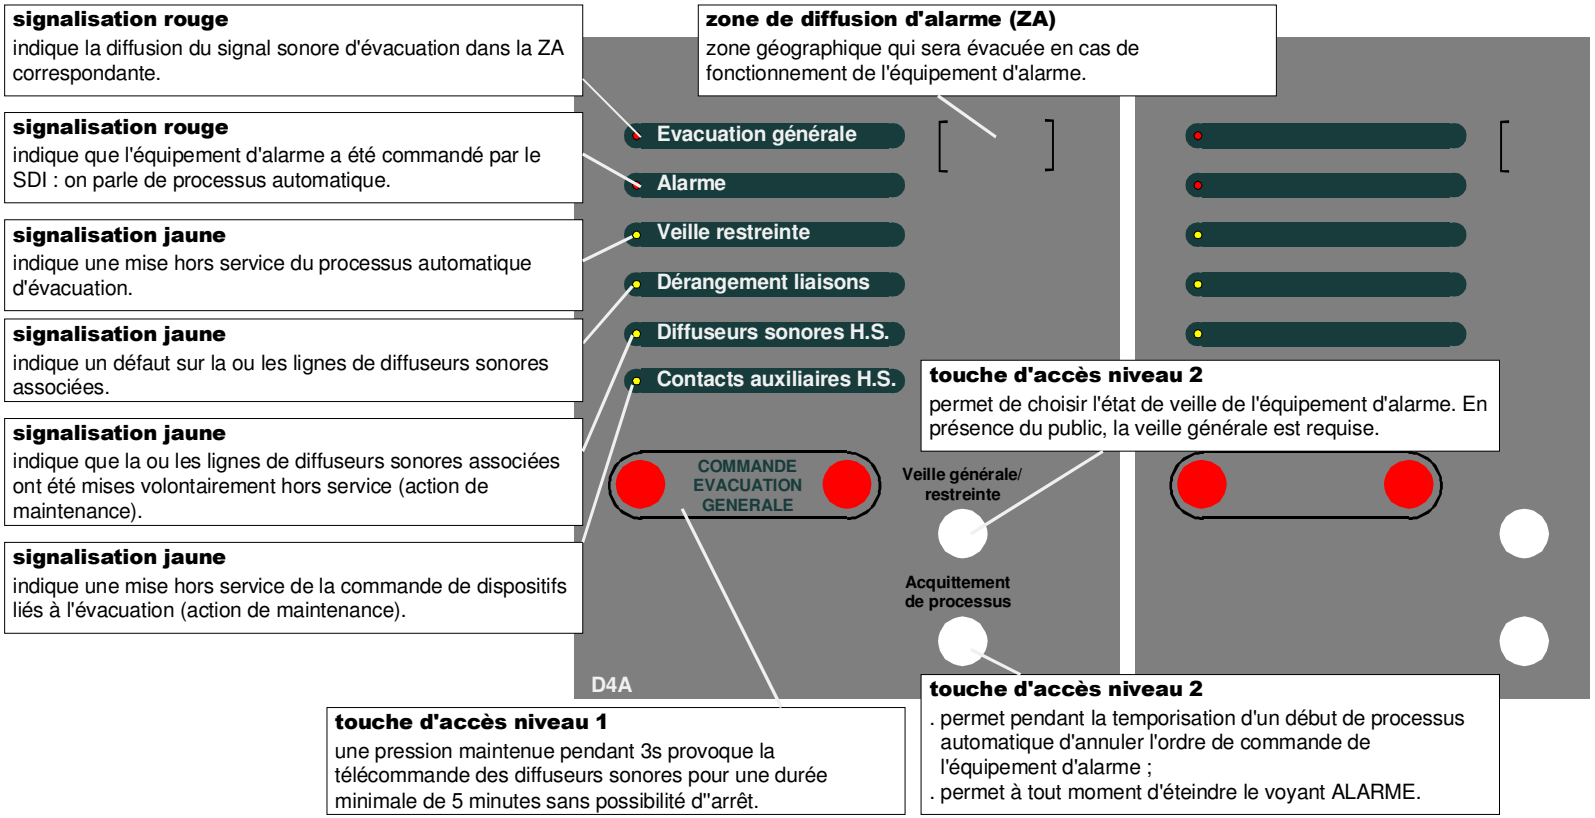 signalisation rouge
indique la diffusion du signal sonore d'évacuation dans la ZA
correspondante.
signalisation rouge
indique que l'équipement d'alarme a été commandé par le
SDI : on parle de processus automatique.
signalisation jaune
indique une mise hors service du processus automatique
d'évacuation.
signalisation jaune
indique un défaut sur la ou les lignes de diffuseurs sonores
associées.
signalisation jaune
indique que la ou les lignes de diffuseurs sonores associées
ont été mises volontairement hors service (action de
maintenance).
signalisation jaune
indique une mise hors service de la commande de dispositifs
liés à l'évacuation (action de maintenance).
zone de diffusion d'alarme (ZA)
zone géographique qui sera évacuée en cas de
fonctionnement de l'équipement d'alarme.
Evacuation générale
Alarme
Veille restreinte
Dérangement liaisons
Diffuseurs sonores H.S.
Contacts auxiliaires H.S.
COMMANDE
EVACUATION
GENERALE
Veille générale/
restreinte
Acquittement
de processus
D4A
touche d'accès niveau 2
permet de choisir l'état de veille de l'équipement d'alarme. En
présence du public, la veille générale est requise.
touche d'accès niveau 1
une pression maintenue pendant 3s provoque la
télécommande des diffuseurs sonores pour une durée
minimale de 5 minutes sans possibilité d''arrêt.
touche d'accès niveau 2
. permet pendant la temporisation d'un début de processus
automatique d'annuler l'ordre de commande de
l'équipement d'alarme ;
. permet à tout moment d'éteindre le voyant ALARME.